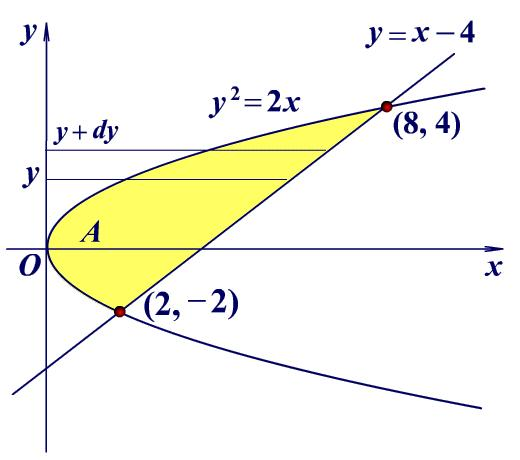 y
y = x − 4
y² = 2x
(8, 4)
y + dy
y
A
O
x
(2, −2)